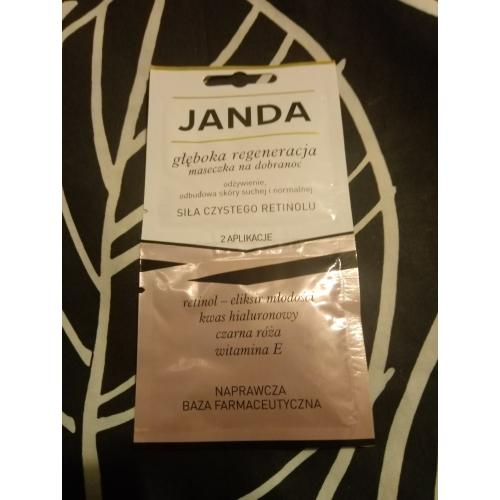 JANDA
głęboka regeneracja
maseczka na dobranoc
odżywienie,
odbudowa skóry suchej i normalnej
SIŁA CZYSTEGO RETINOLU
2 APLIKACJE
retinol – eliksir młodości
kwas hialuronowy
czarna róża
witamina E
NAPRAWCZA
BAZA FARMACEUTYCZNA